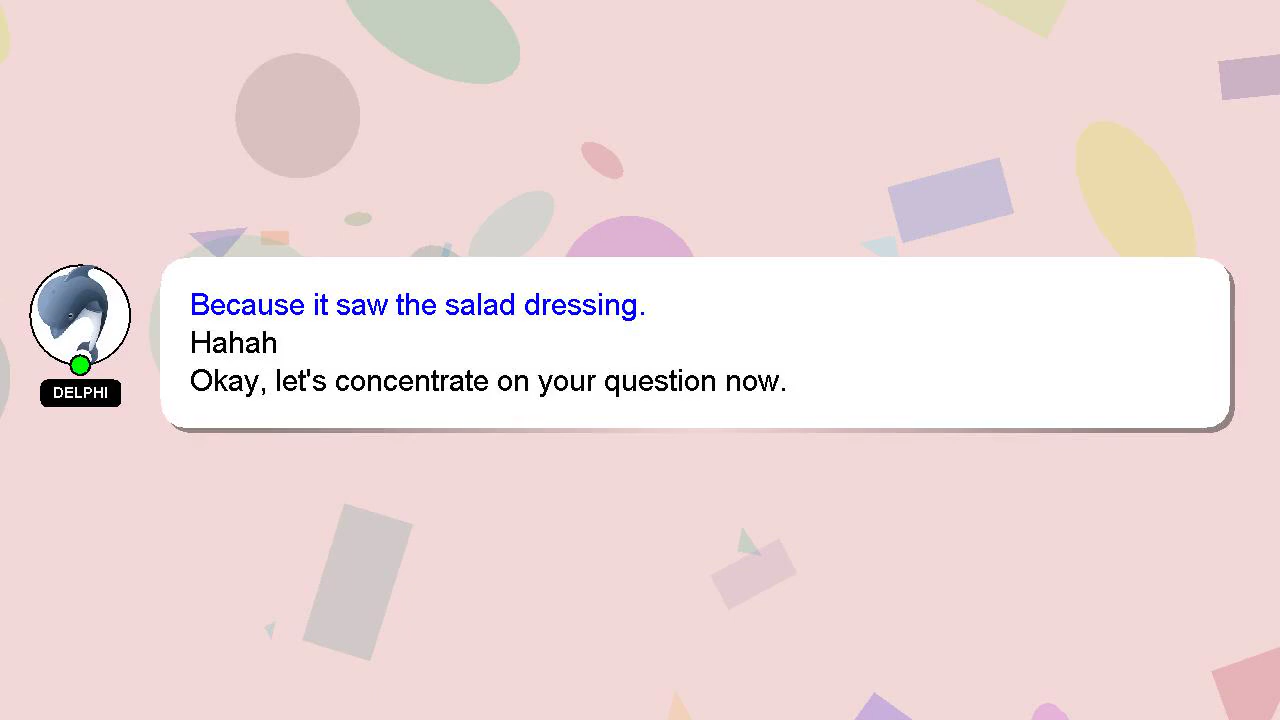 Because it saw the salad dressing.
Hahah
Okay, let's concentrate on your question now.
DELPHI